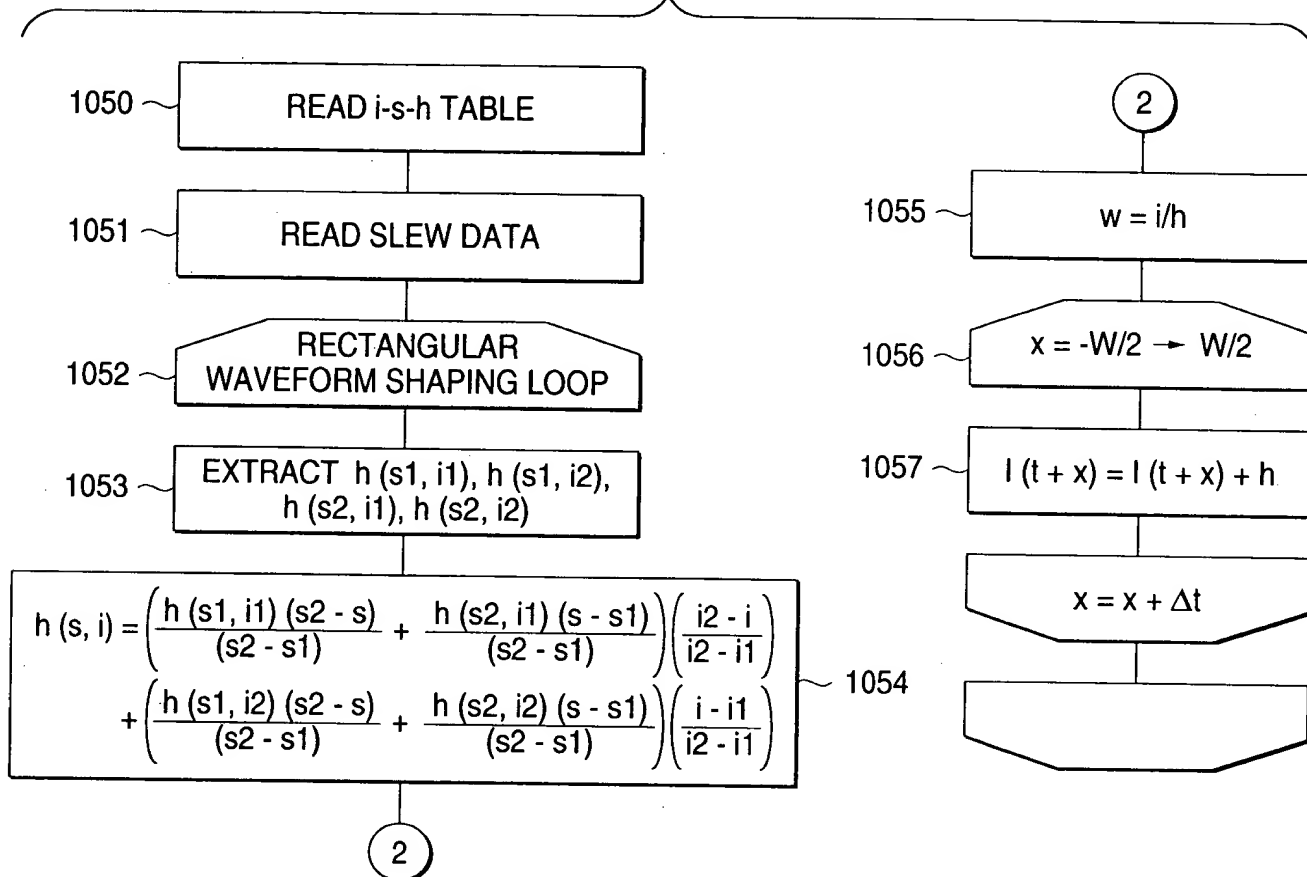 1050
READ i-s-h TABLE
1051
READ SLEW DATA
1052
RECTANGULAR
WAVEFORM SHAPING LOOP
1053
EXTRACT h (s1, i1), h (s1, i2),
h (s2, i1), h (s2, i2)
h (s, i) = ( h (s1, i1) (s2 - s) / (s2 - s1) + h (s2, i1) (s - s1) / (s2 - s1) ) ( i2 - i / i2 - i1 )
+ ( h (s1, i2) (s2 - s) / (s2 - s1) + h (s2, i2) (s - s1) / (s2 - s1) ) ( i - i1 / i2 - i1 )
1054
2
2
1055
w = i/h
1056
x = -W/2 → W/2
1057
I (t + x) = I (t + x) + h
x = x + Δt